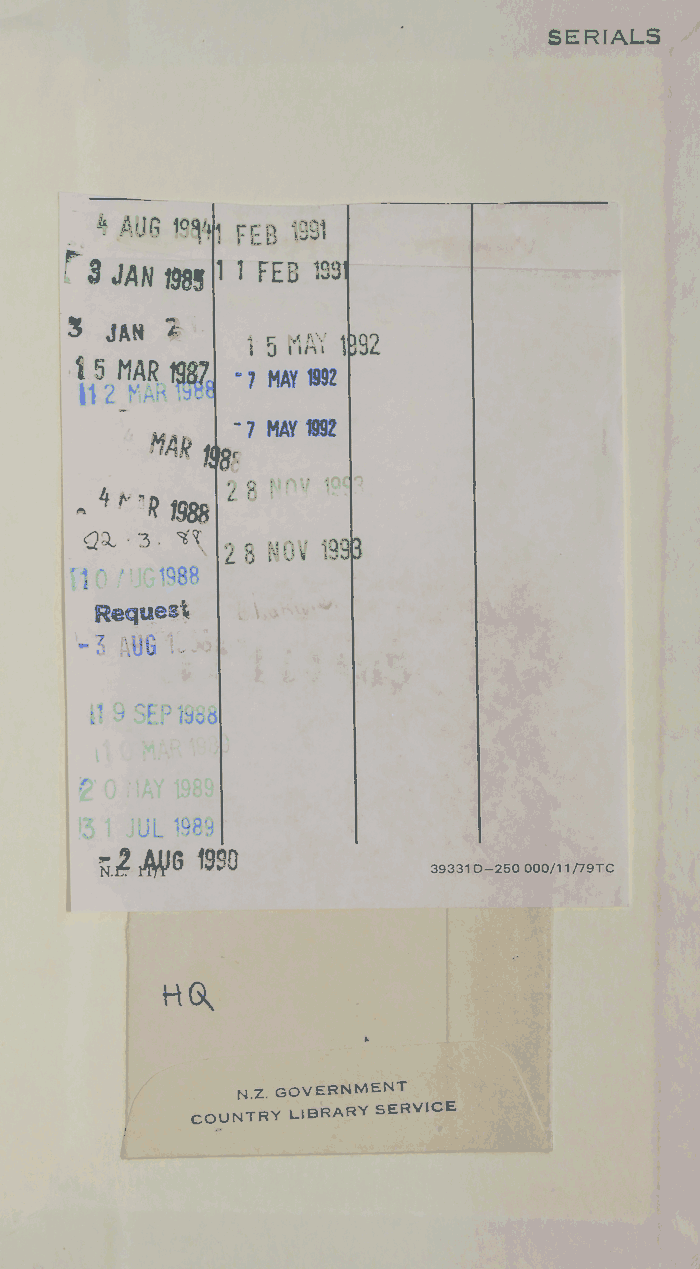 SERIALS
4 AUG 1984
3 JAN 1985
3 JAN
15 MAR 1987
12 MAR 1988
MAR 1988
4 MAR 1988
22.3.88
10 AUG 1988
Request
-3 AUG
19 SEP 1988
10 MAR
20 MAY 1989
31 JUL 1989
-2 AUG 1990
11 FEB 1991
11 FEB 1991
15 MAY 1992
-7 MAY 1992
-7 MAY 1992
28 NOV 1993
28 NOV 1993
39331D—250 000/11/79TC
HQ
N.Z. GOVERNMENT
COUNTRY LIBRARY SERVICE